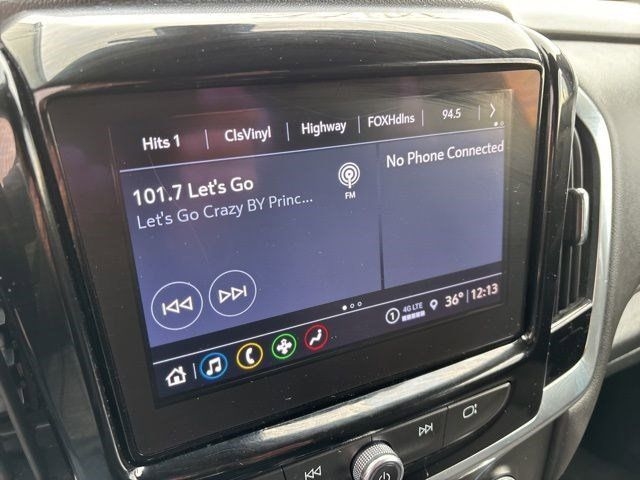 Hits 1 ClsVinyl Highway FOXHdlns 94.5
101.7 Let's Go
Let's Go Crazy BY Princ...
FM
No Phone Connected
1 4G LTE 36° 12:13